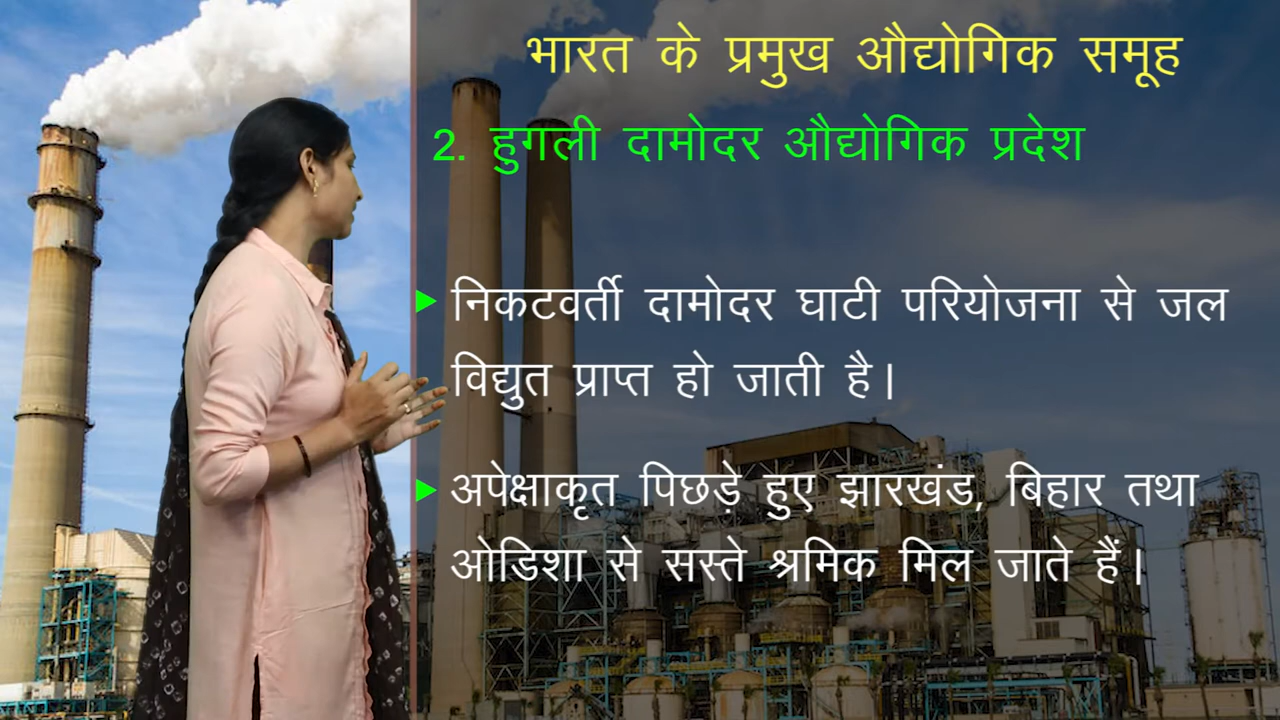 भारत के प्रमुख औद्योगिक समूह
2. हुगली दामोदर औद्योगिक प्रदेश
निकटवर्ती दामोदर घाटी परियोजना से जल
विद्युत प्राप्त हो जाती है।
अपेक्षाकृत पिछड़े हुए झारखंड, बिहार तथा
ओडिशा से सस्ते श्रमिक मिल जाते हैं।